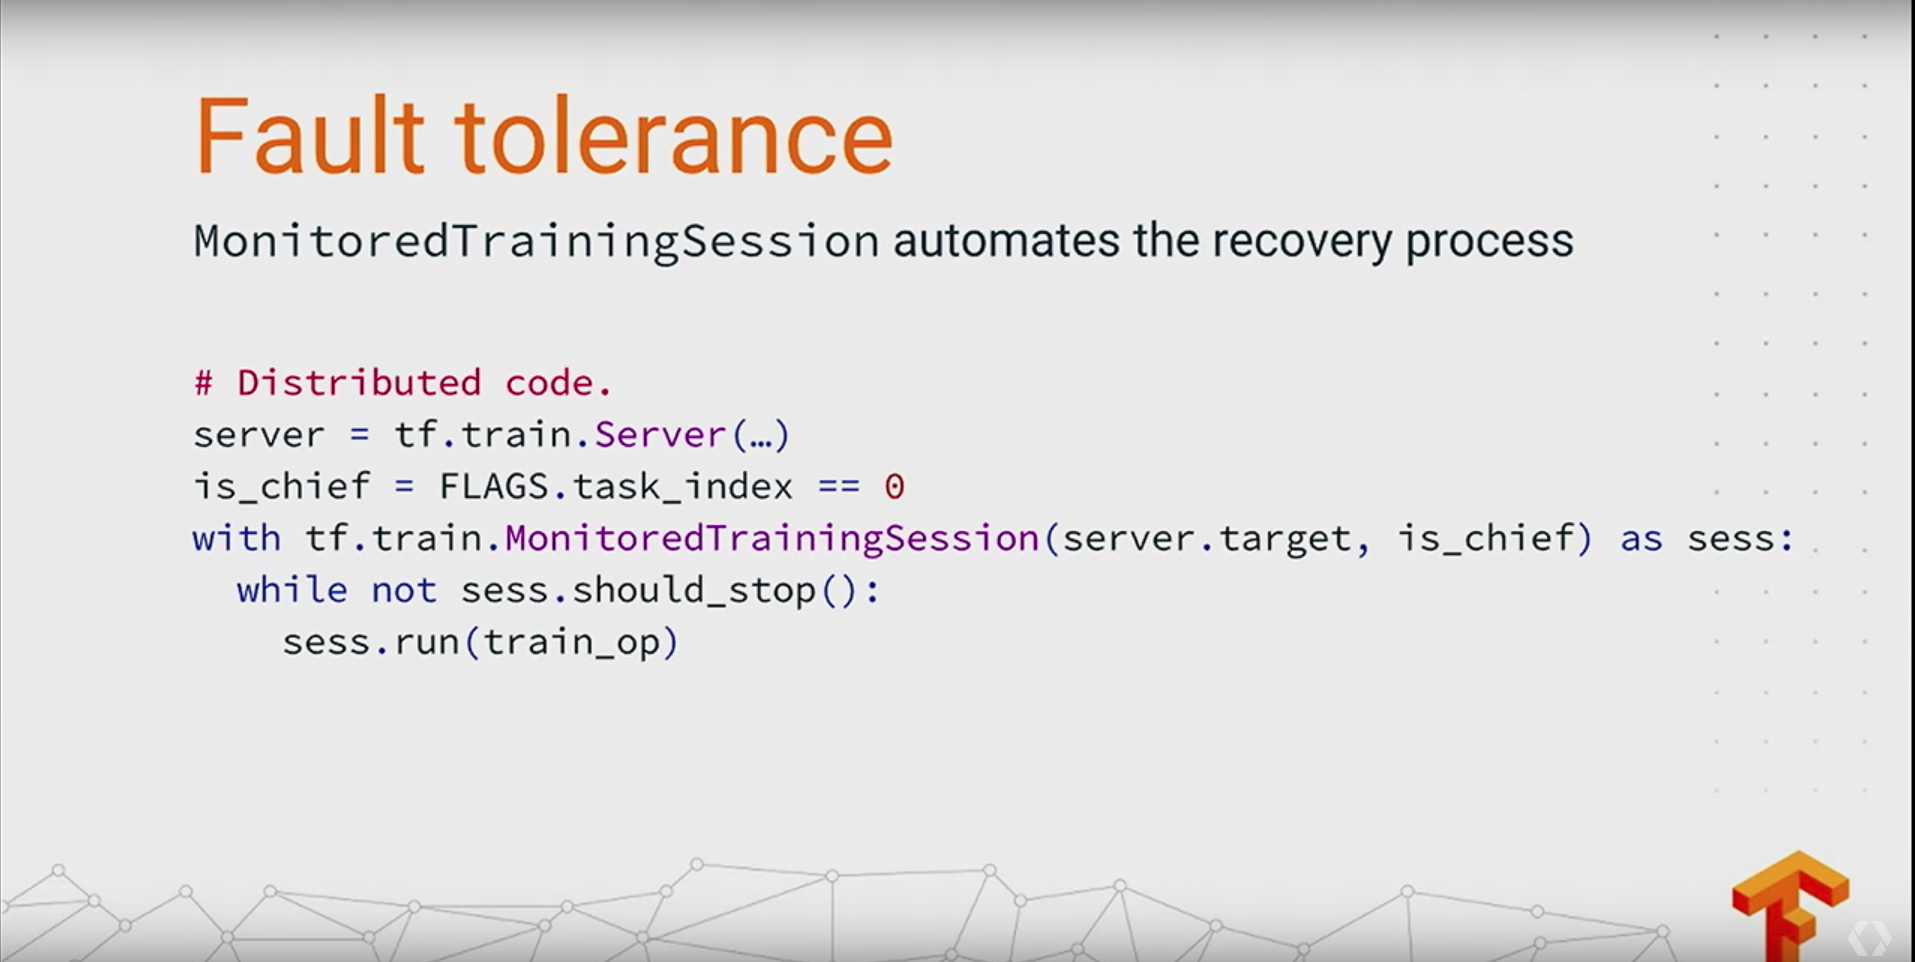 Fault tolerance
MonitoredTrainingSession automates the recovery process
# Distributed code.
server = tf.train.Server(…)
is_chief = FLAGS.task_index == 0
with tf.train.MonitoredTrainingSession(server.target, is_chief) as sess:
  while not sess.should_stop():
    sess.run(train_op)